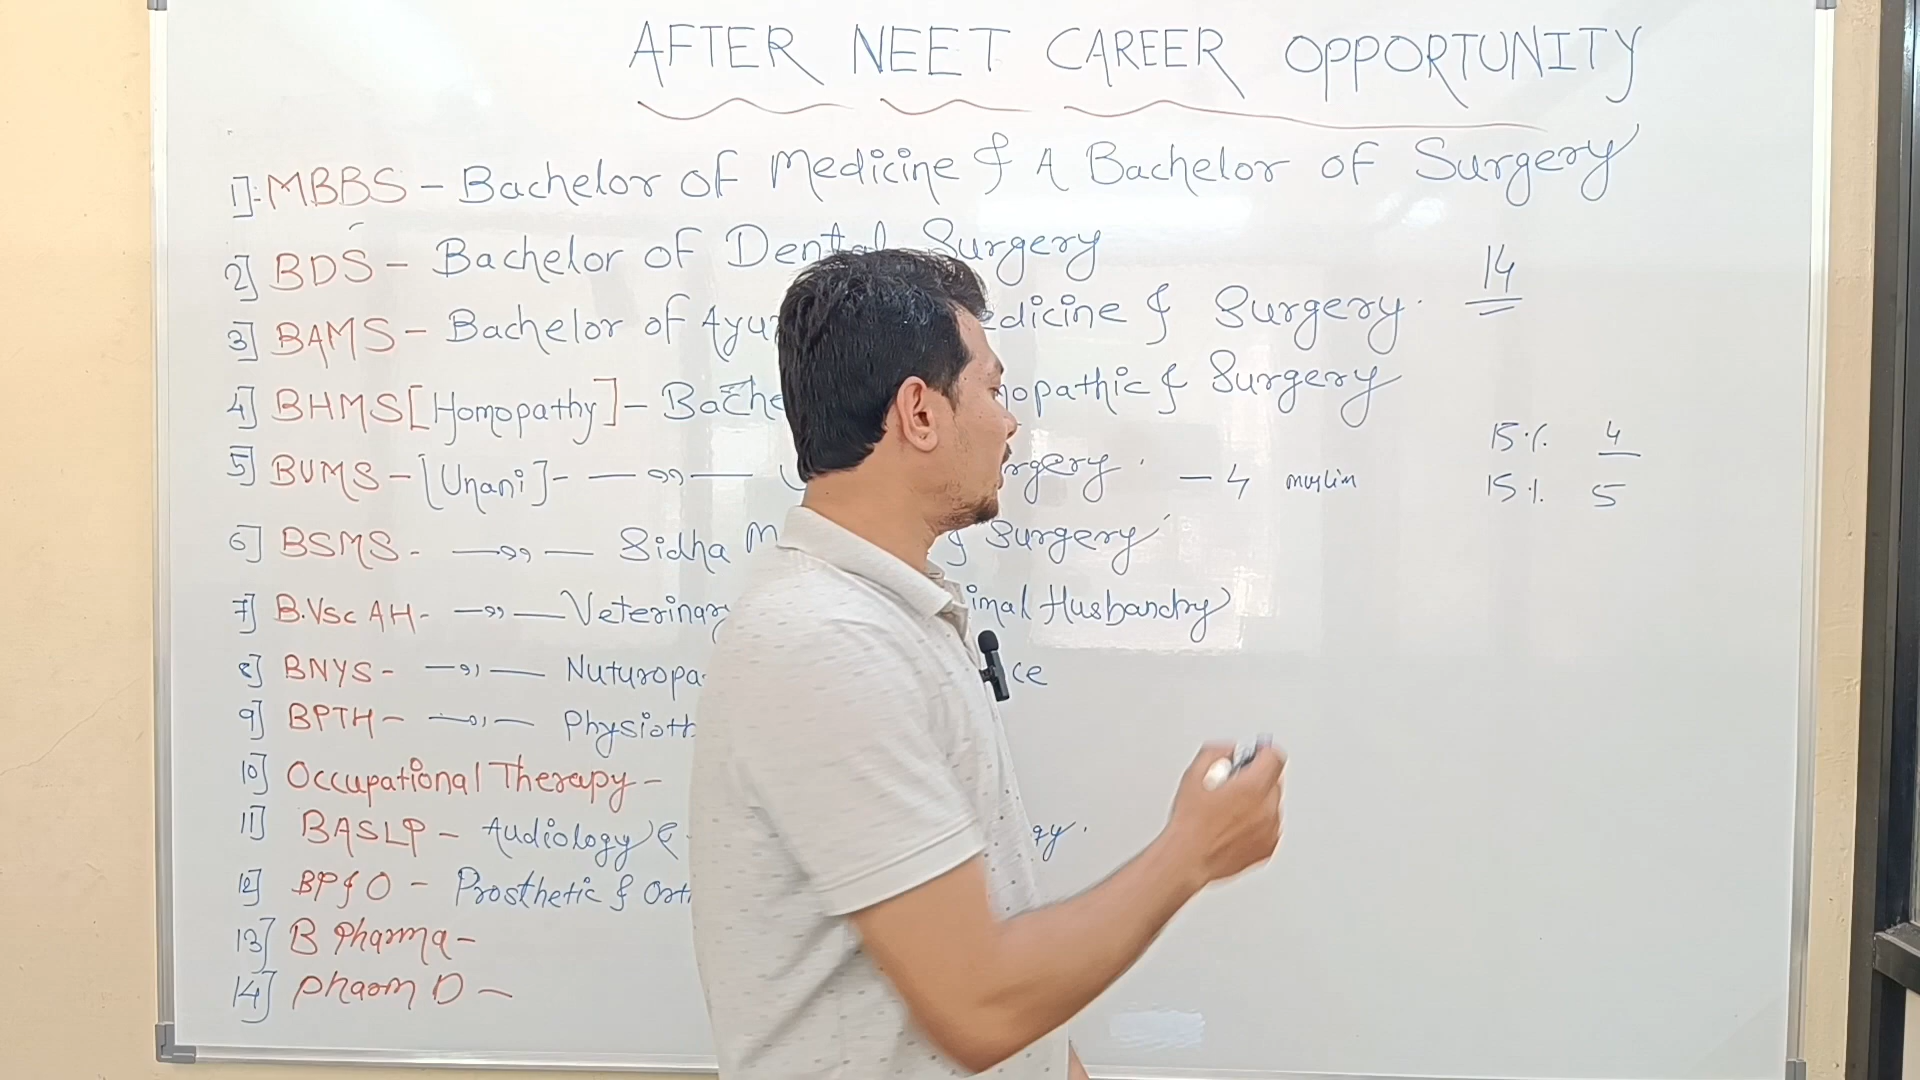 AFTER NEET CAREER OPPORTUNITY
1]. MBBS - Bachelor of Medicine & A Bachelor of Surgery
2] BDS - Bachelor of Dental Surgery
14
3] BAMS - Bachelor of Ayu edicine & Surgery.
4] BHMS [Homopathy] - Bache opathic & Surgery
15% 4
5] BUMS - [Unani] - — ,, — rgery. - 4 muslim
15% 5
6] BSMS - — ,, — Sidha M & Surgery
7] B.Vsc AH - — ,, — Veterinary imal Husbandry
8] BNYS - — ,, — Nuturopa ce
9] BPTH - — ,, — Physioth
10] Occupational Therapy -
11] BASLP - Audiology & gy.
12] BP & O - Prosthetic & Ort
13] B Pharma -
14] Pharm D -